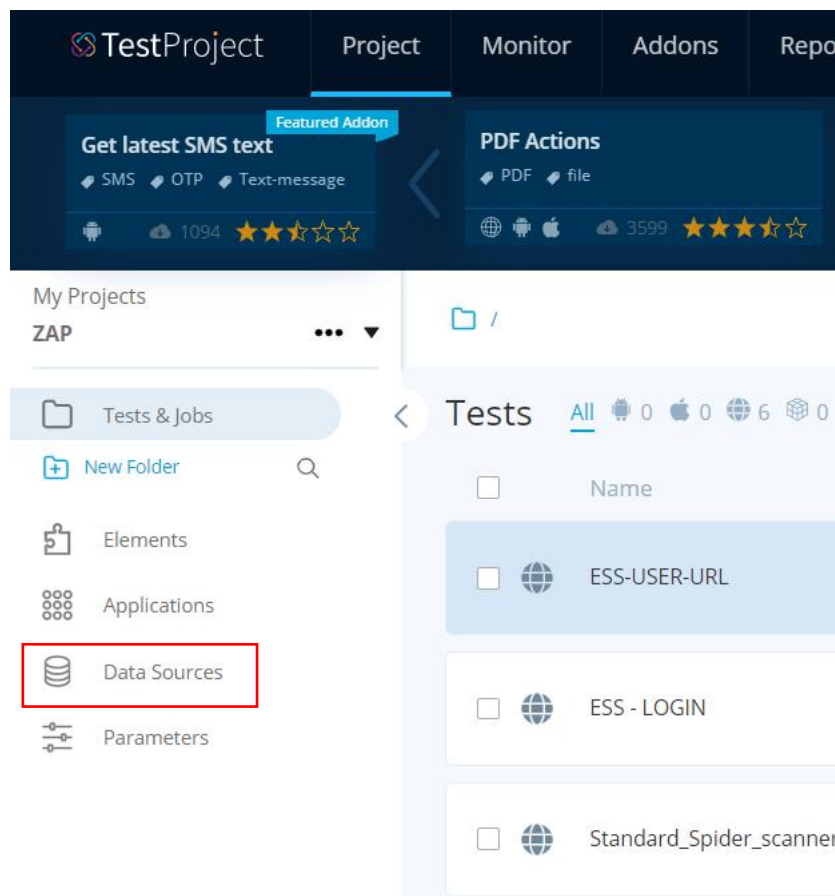 TestProject Project Monitor Addons Repo
Featured Addon
Get latest SMS text
SMS OTP Text-message
1094
PDF Actions
PDF file
3599
My Projects
ZAP
/
Tests & Jobs
New Folder
Elements
Applications
Data Sources
Parameters
Tests All 0 0 6 0
Name
ESS-USER-URL
ESS - LOGIN
Standard_Spider_scanner